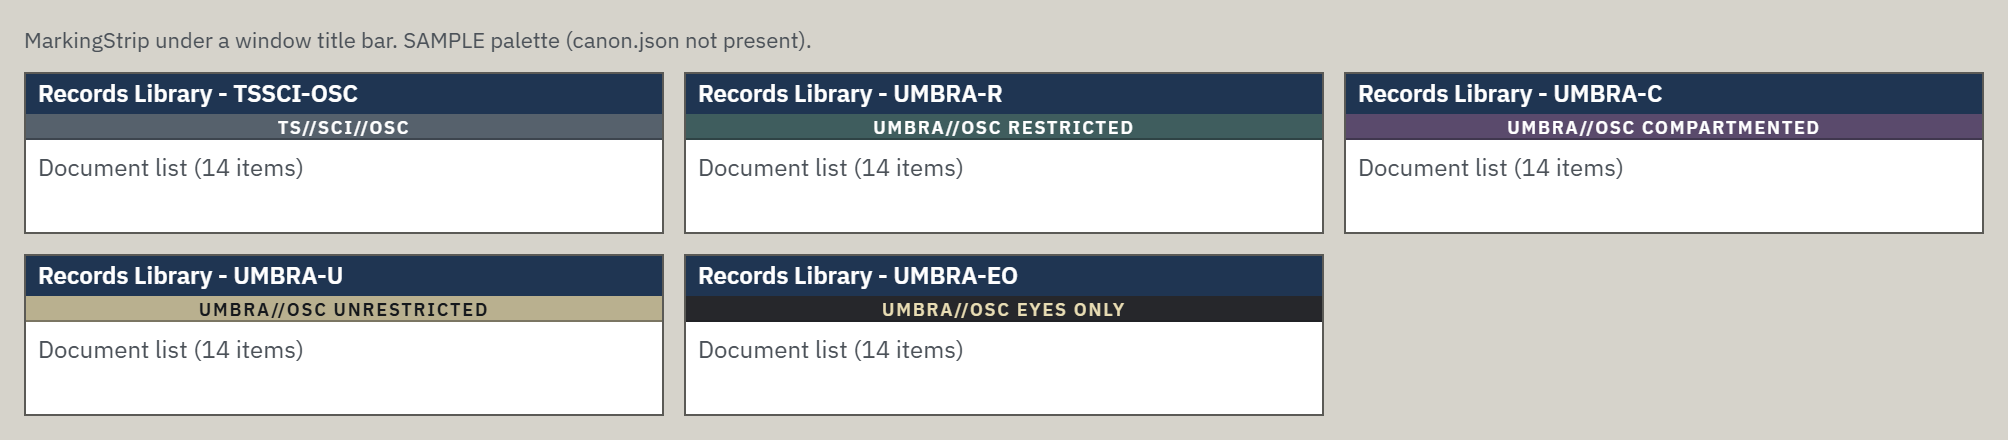 MarkingStrip under a window title bar. SAMPLE palette (canon.json not present).
Records Library - TSSCI-OSC
TS//SCI//OSC
Document list (14 items)
Records Library - UMBRA-R
UMBRA//OSC RESTRICTED
Document list (14 items)
Records Library - UMBRA-C
UMBRA//OSC COMPARTMENTED
Document list (14 items)
Records Library - UMBRA-U
UMBRA//OSC UNRESTRICTED
Document list (14 items)
Records Library - UMBRA-EO
UMBRA//OSC EYES ONLY
Document list (14 items)